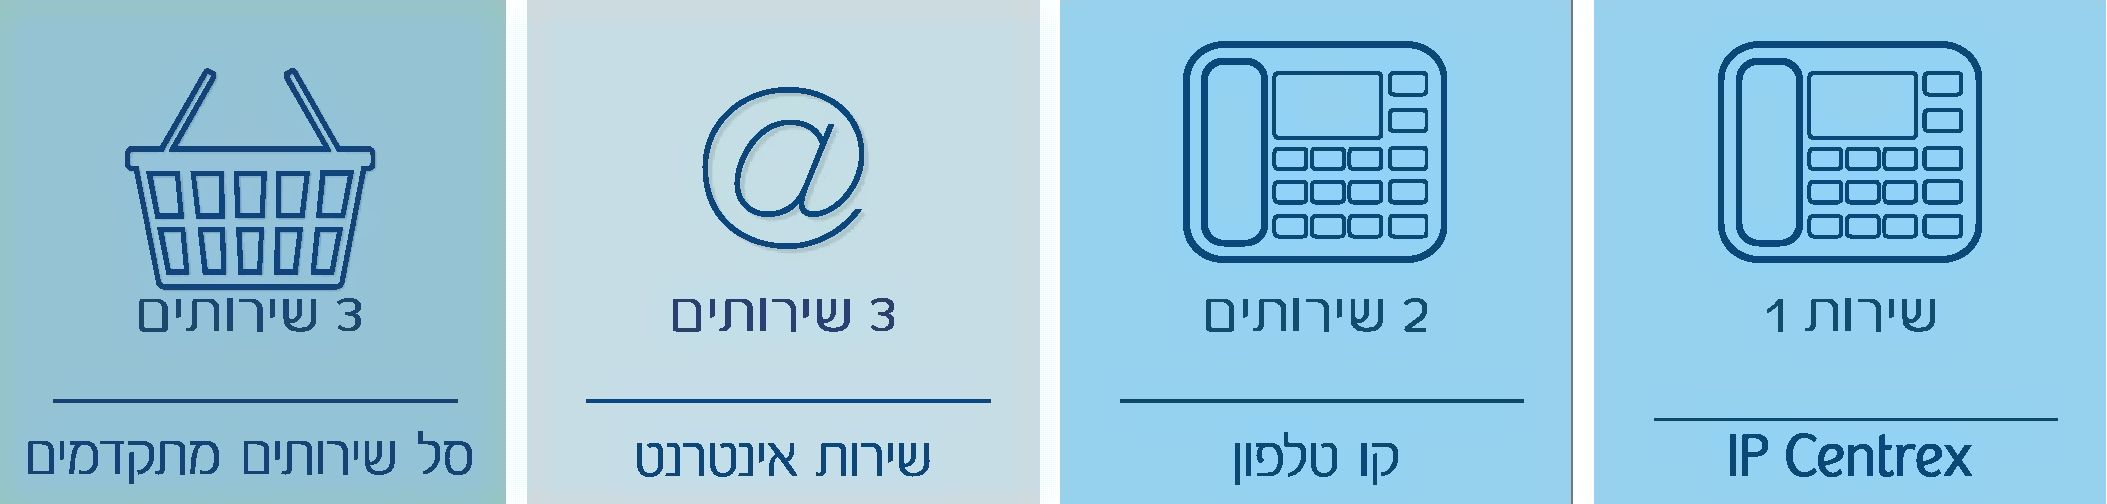 שירות 1
IP Centrex
2 שירותים
קו טלפון
3 שירותים
שירות אינטרנט
3 שירותים
סל שירותים מתקדמים